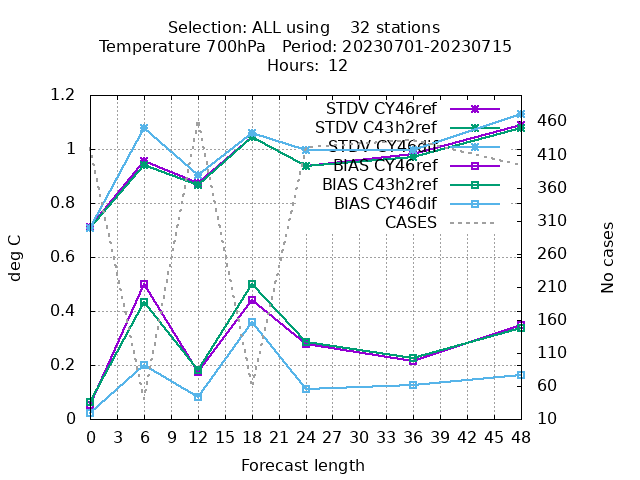 Selection: ALL using    32 stations
Temperature 700hPa   Period: 20230701-20230715
Hours: 12
deg C
1.2
1
0.8
0.6
0.4
0.2
0
STDV CY46ref
STDV C43h2ref
STDV CY46dif
BIAS CY46ref
BIAS C43h2ref
BIAS CY46dif
CASES
460
410
360
310
260
210
160
110
60
10
No cases
0 3 6 9 12 15 18 21 24 27 30 33 36 39 42 45 48
Forecast length